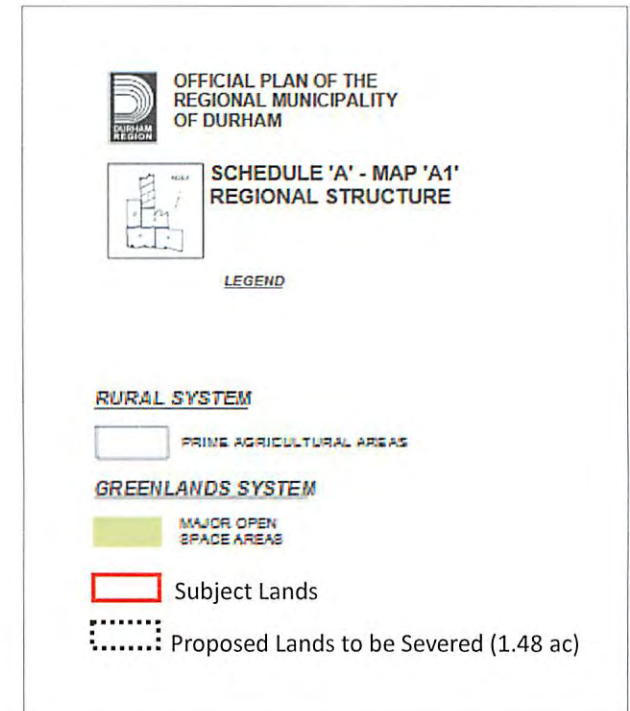 OFFICIAL PLAN OF THE
REGIONAL MUNICIPALITY
OF DURHAM
DURHAM
REGION
SCHEDULE 'A' - MAP 'A1'
REGIONAL STRUCTURE
LEGEND
RURAL SYSTEM
PRIME AGRICULTURAL AREAS
GREENLANDS SYSTEM
MAJOR OPEN
SPACE AREAS
Subject Lands
Proposed Lands to be Severed (1.48 ac)